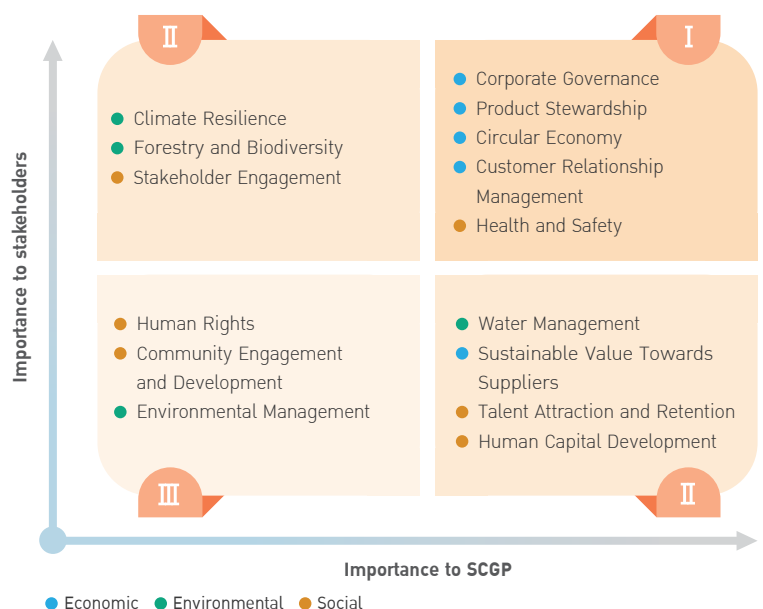 II
I
Climate Resilience
Forestry and Biodiversity
Stakeholder Engagement
Corporate Governance
Product Stewardship
Circular Economy
Customer Relationship
Management
Health and Safety
Importance to stakeholders
Human Rights
Community Engagement
and Development
Environmental Management
Water Management
Sustainable Value Towards
Suppliers
Talent Attraction and Retention
Human Capital Development
III
II
Importance to SCGP
Economic Environmental Social